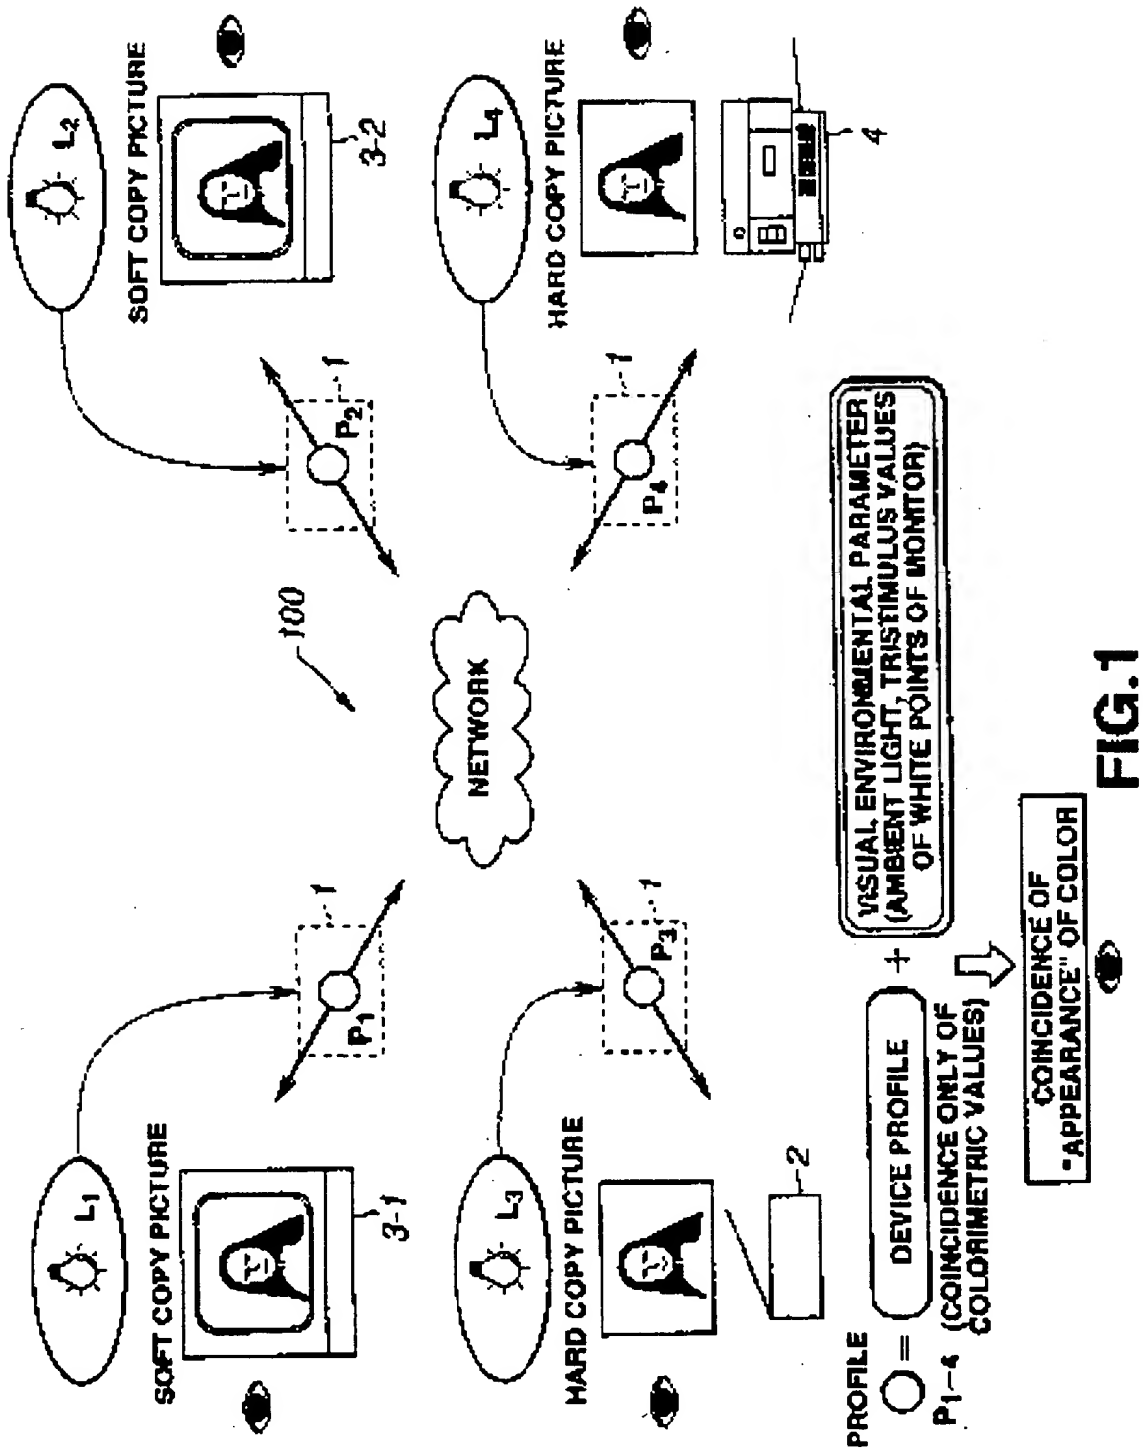 L1
SOFT COPY PICTURE
3-1
P1
1
100
L2
SOFT COPY PICTURE
3-2
P2
1
NETWORK
L3
HARD COPY PICTURE
2
P3
1
L4
HARD COPY PICTURE
4
P4
1
PROFILE
=
P1-4
DEVICE PROFILE
(COINCIDENCE ONLY OF
COLORIMETRIC VALUES)
+
VISUAL ENVIRONMENTAL PARAMETER
(AMBIENT LIGHT, TRISTIMULUS VALUES
OF WHITE POINTS OF MONITOR)
COINCIDENCE OF
"APPEARANCE" OF COLOR
FIG.1